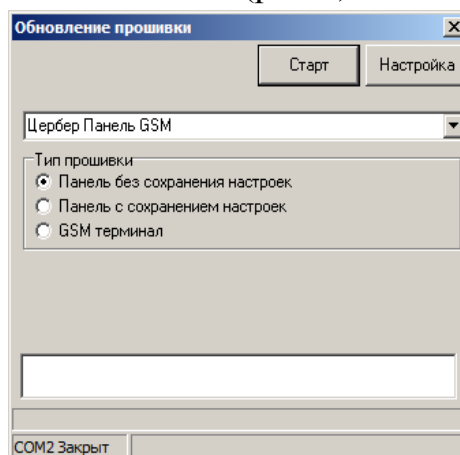 Обновление прошивки
Старт
Настройка
Цербер Панель GSM
Тип прошивки
Панель без сохранения настроек
Панель с сохранением настроек
GSM терминал
COM2 Закрыт